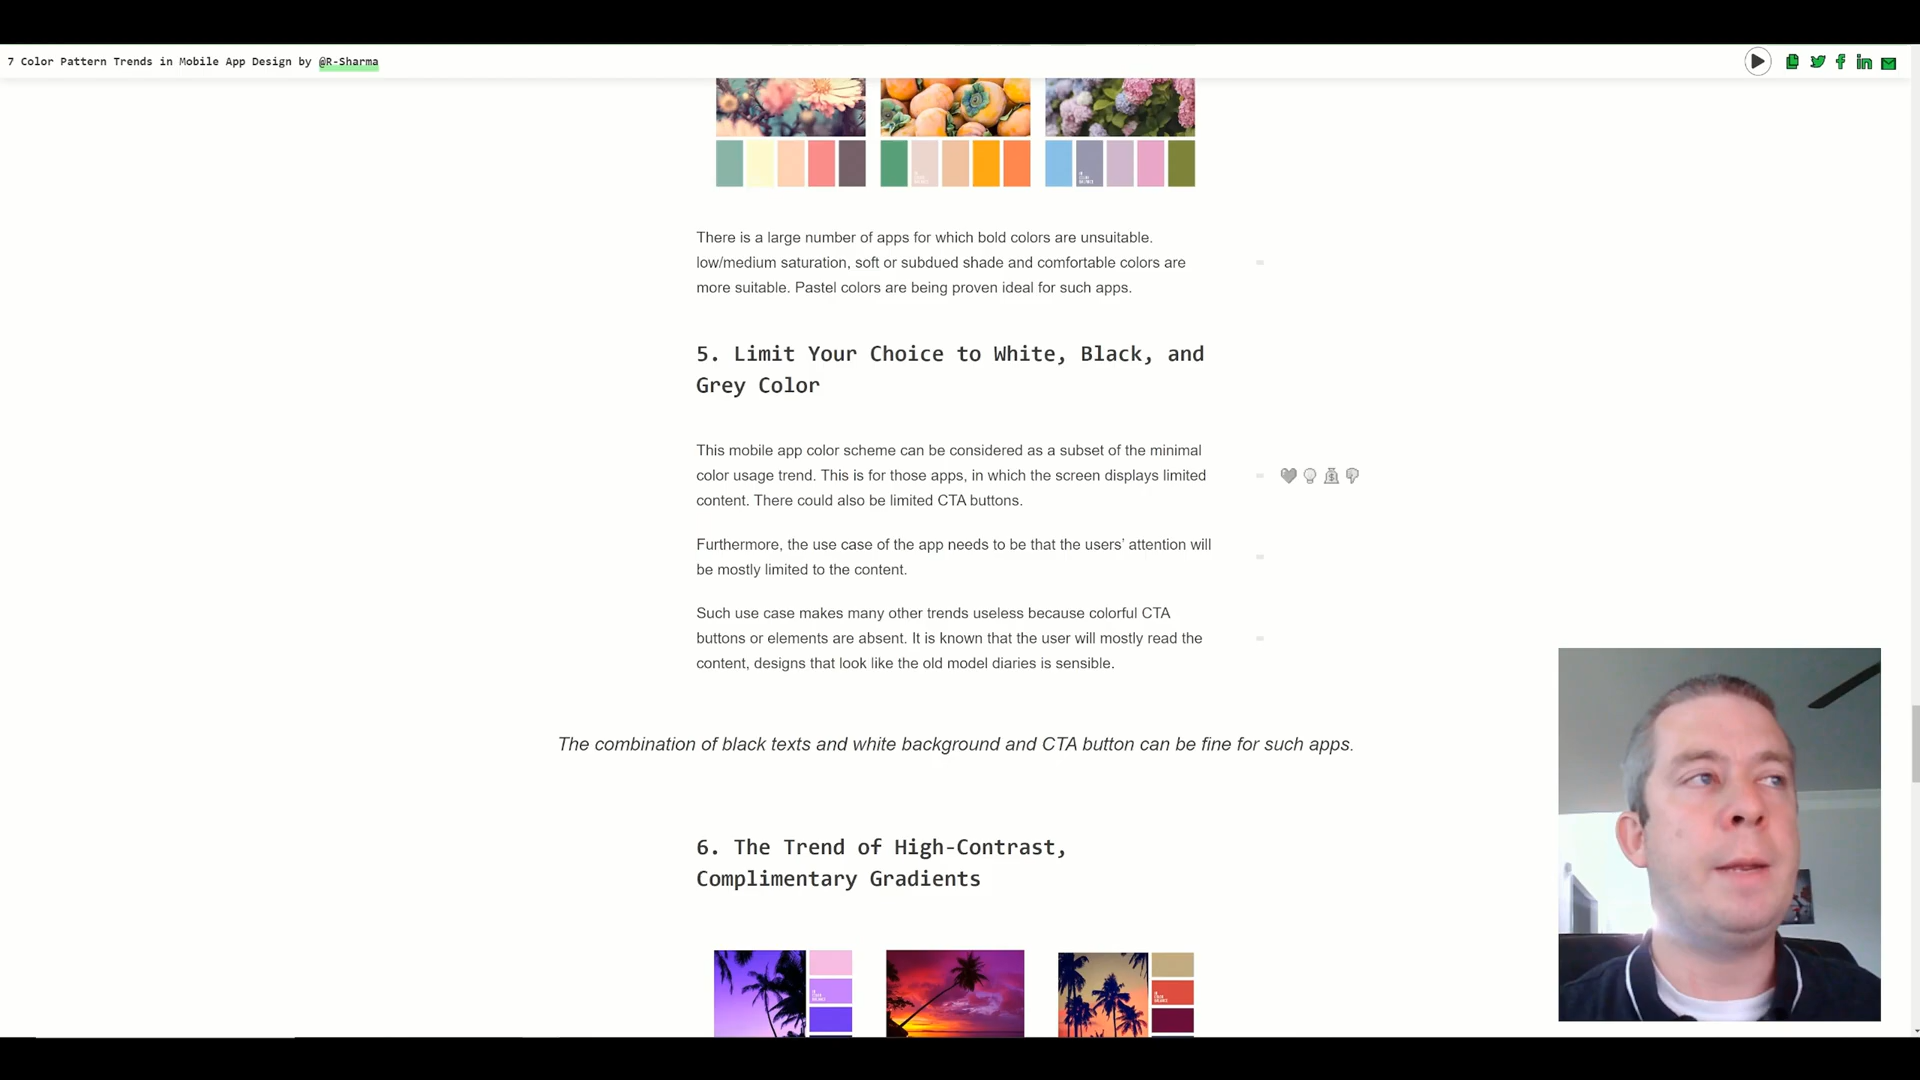 7 Color Pattern Trends in Mobile App Design by @R-Sharma
There is a large number of apps for which bold colors are unsuitable.
low/medium saturation, soft or subdued shade and comfortable colors are
more suitable. Pastel colors are being proven ideal for such apps.
5. Limit Your Choice to White, Black, and
Grey Color
This mobile app color scheme can be considered as a subset of the minimal
color usage trend. This is for those apps, in which the screen displays limited
content. There could also be limited CTA buttons.
Furthermore, the use case of the app needs to be that the users’ attention will
be mostly limited to the content.
Such use case makes many other trends useless because colorful CTA
buttons or elements are absent. It is known that the user will mostly read the
content, designs that look like the old model diaries is sensible.
The combination of black texts and white background and CTA button can be fine for such apps.
6. The Trend of High-Contrast,
Complimentary Gradients